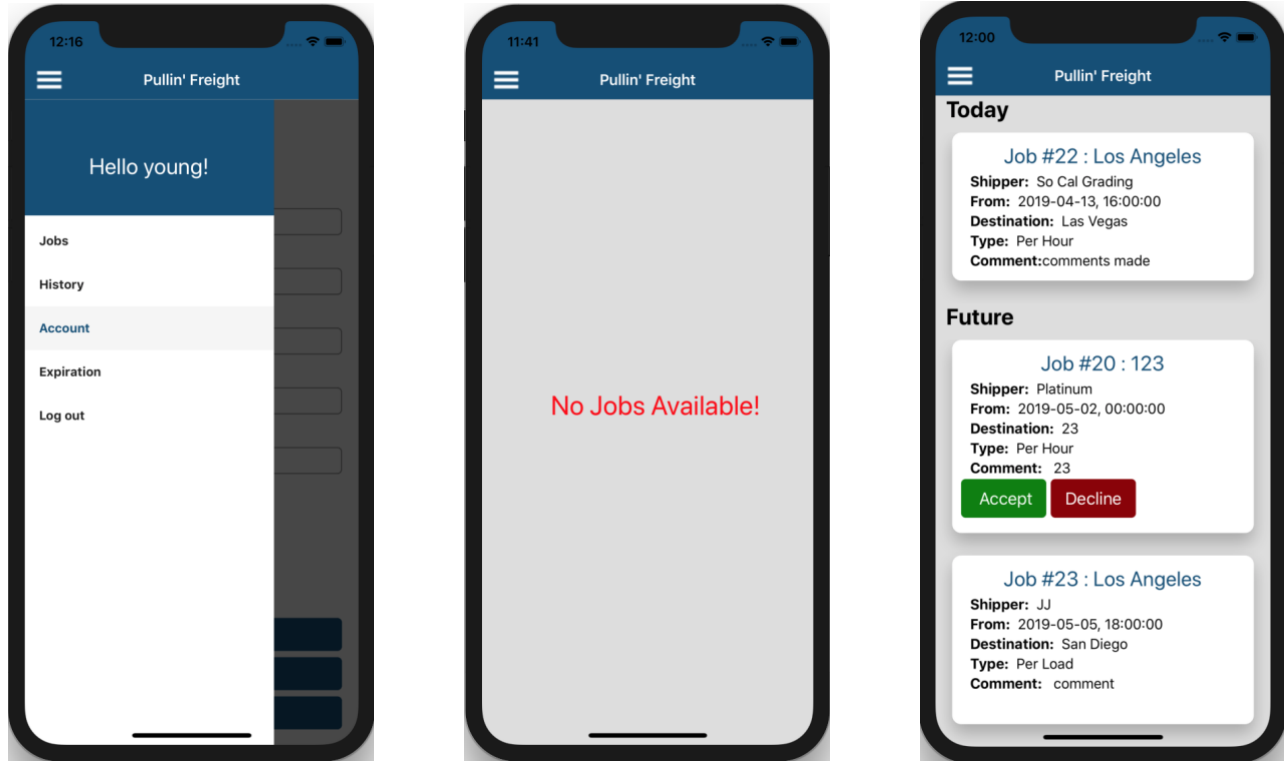 12:16
Pullin' Freight
Hello young!
Jobs
History
Account
Expiration
Log out
11:41
Pullin' Freight
No Jobs Available!
12:00
Pullin' Freight
Today
Job #22 : Los Angeles
Shipper: So Cal Grading
From: 2019-04-13, 16:00:00
Destination: Las Vegas
Type: Per Hour
Comment:comments made
Future
Job #20 : 123
Shipper: Platinum
From: 2019-05-02, 00:00:00
Destination: 23
Type: Per Hour
Comment: 23
Accept Decline
Job #23 : Los Angeles
Shipper: JJ
From: 2019-05-05, 18:00:00
Destination: San Diego
Type: Per Load
Comment: comment